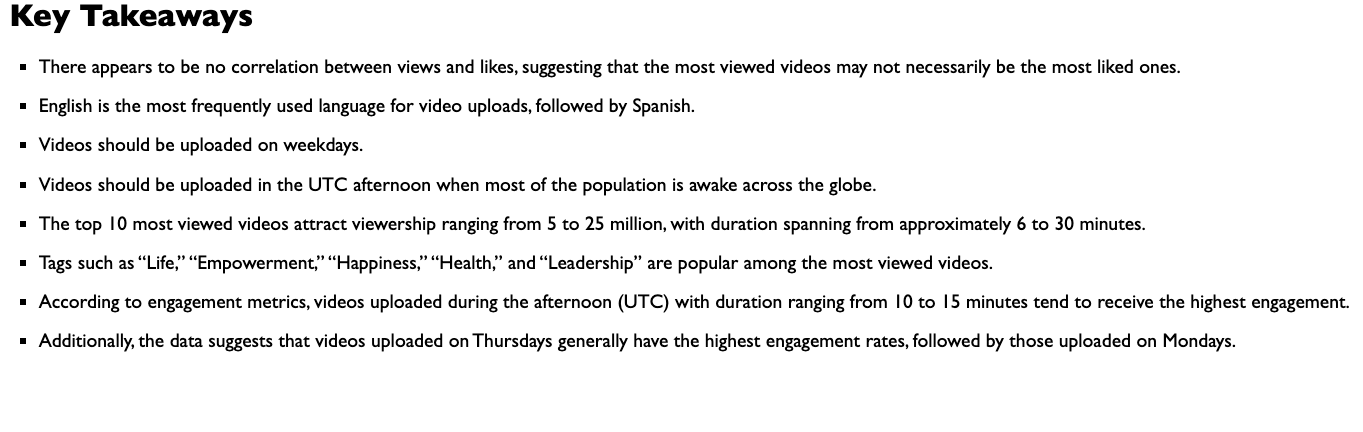 Key Takeaways
▪ There appears to be no correlation between views and likes, suggesting that the most viewed videos may not necessarily be the most liked ones.
▪ English is the most frequently used language for video uploads, followed by Spanish.
▪ Videos should be uploaded on weekdays.
▪ Videos should be uploaded in the UTC afternoon when most of the population is awake across the globe.
▪ The top 10 most viewed videos attract viewership ranging from 5 to 25 million, with duration spanning from approximately 6 to 30 minutes.
▪ Tags such as “Life,” “Empowerment,” “Happiness,” “Health,” and “Leadership” are popular among the most viewed videos.
▪ According to engagement metrics, videos uploaded during the afternoon (UTC) with duration ranging from 10 to 15 minutes tend to receive the highest engagement.
▪ Additionally, the data suggests that videos uploaded on Thursdays generally have the highest engagement rates, followed by those uploaded on Mondays.